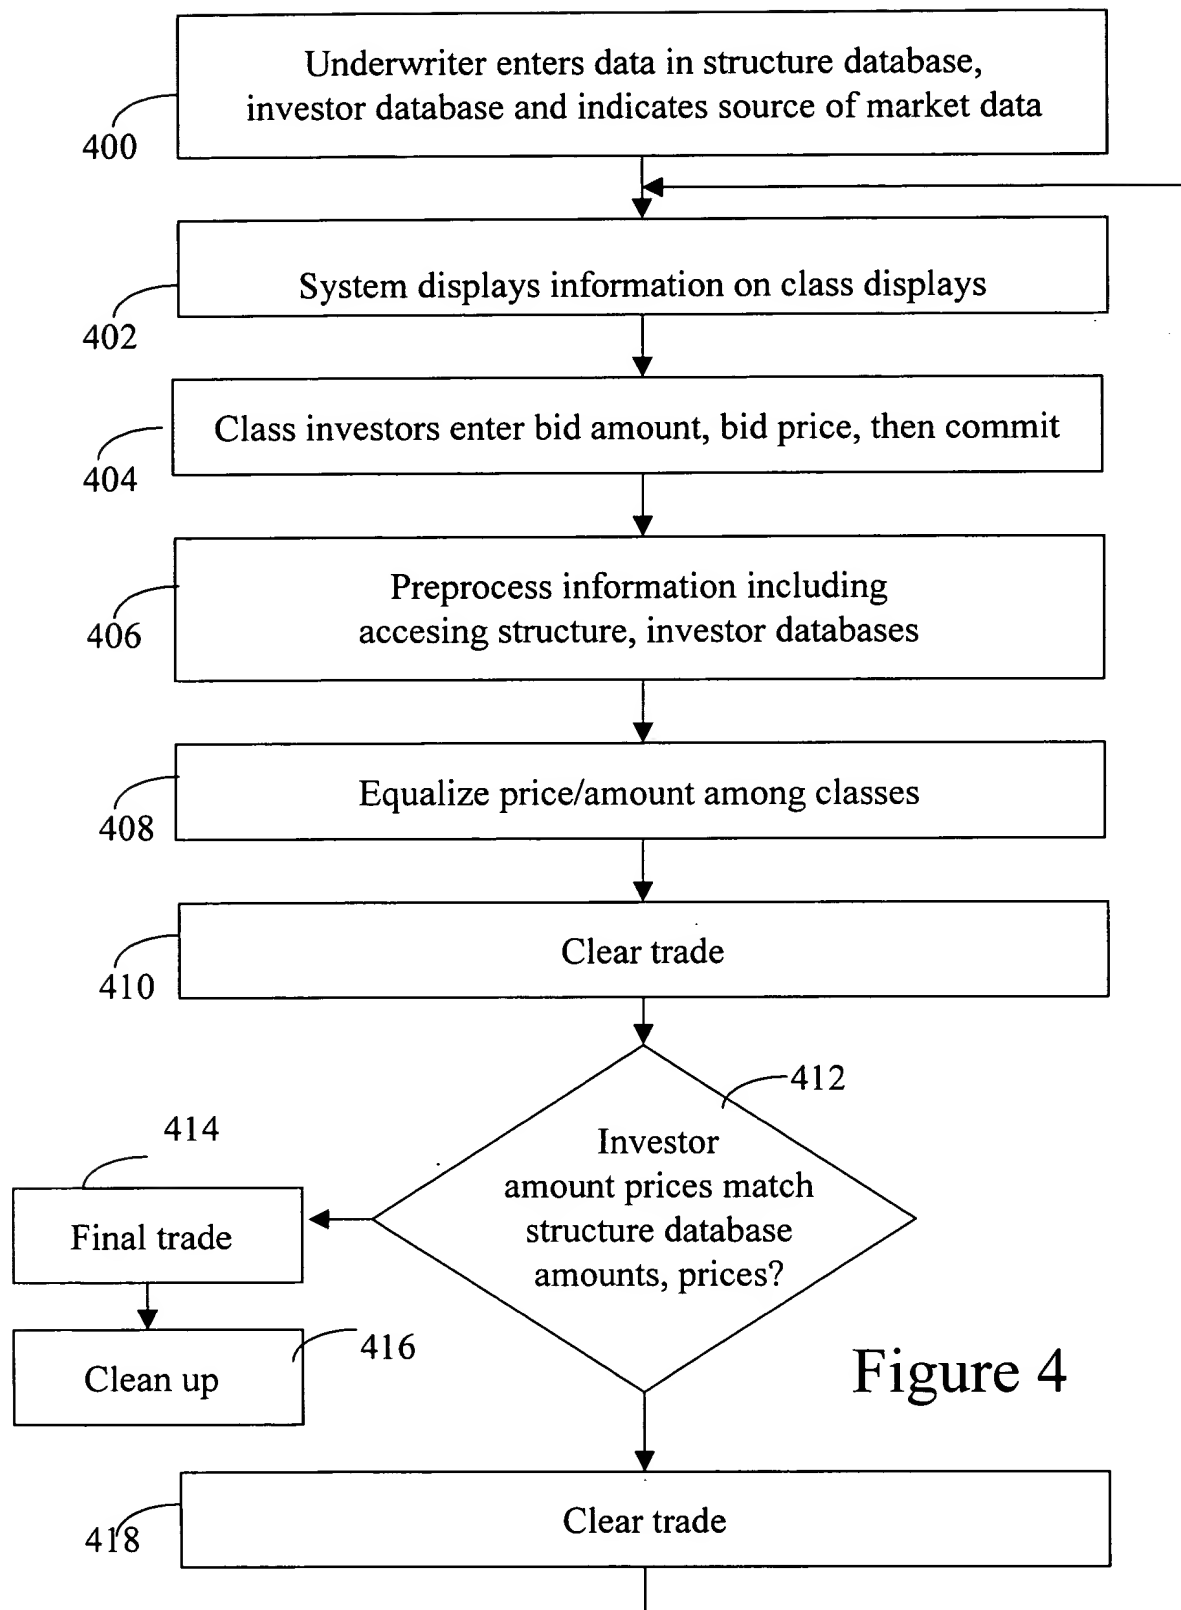 Underwriter enters data in structure database,
investor database and indicates source of market data
400
System displays information on class displays
402
Class investors enter bid amount, bid price, then commit
404
Preprocess information including
accesing structure, investor databases
406
Equalize price/amount among classes
408
Clear trade
410
412
Investor
amount prices match
structure database
amounts, prices?
414
Final trade
416
Clean up
Figure 4
Clear trade
418